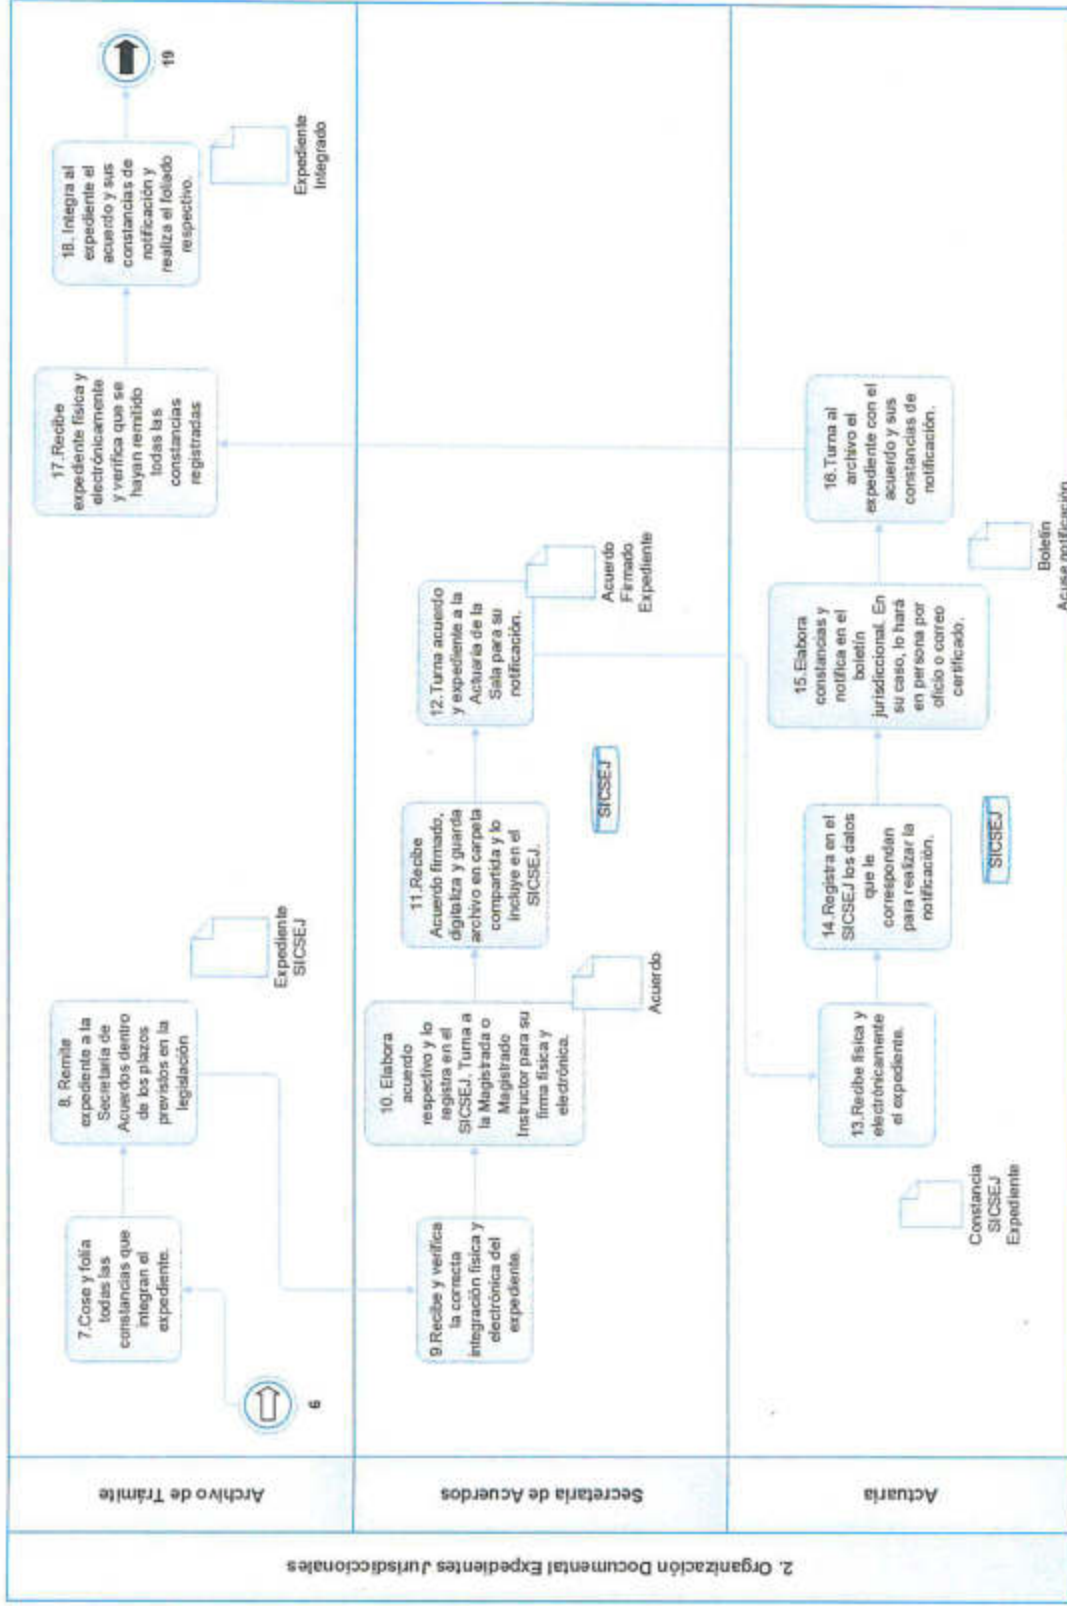 2. Organización Documental Expedientes Jurisdiccionales
Archivo de Trámite
6
7.Cose y folía
todas las
constancias que
integran el
expediente.
8. Remite
expediente a la
Secretaría de
Acuerdos dentro
de los plazos
previstos en la
legislación
Expediente
SICSEJ
17.Recibe
expediente física y
electrónicamente
y verifica que se
hayan remitido
todas las
constancias
registradas
18. Integra al
expediente el
acuerdo y sus
constancias de
notificación y
realiza el foliado
respectivo.
Expediente
Integrado
19
Secretaría de Acuerdos
9.Recibe y verifica
la correcta
integración física y
electrónica del
expediente.
10. Elabora
acuerdo
respectivo y lo
registra en el
SICSEJ. Turna a
la Magistrada o
Magistrado
Instructor para su
firma física y
electrónica.
Acuerdo
11.Recibe
Acuerdo firmado,
digitaliza y guarda
archivo en carpeta
compartida y lo
incluye en el
SICSEJ.
SICSEJ
12.Turna acuerdo
y expediente a la
Actuaría de la
Sala para su
notificación.
Acuerdo
Firmado
Expediente
Actuaría
13.Recibe física y
electrónicamente
el expediente.
Constancia
SICSEJ
Expediente
14.Registra en el
SICSEJ los datos
que le
correspondan
para realizar la
notificación.
SICSEJ
15.Elabora
constancias y
notifica en el
boletín
jurisdiccional. En
su caso, lo hará
en persona por
oficio o correo
certificado.
Boletín
Acuse notificación
16.Turna al
archivo el
expediente con el
acuerdo y sus
constancias de
notificación.